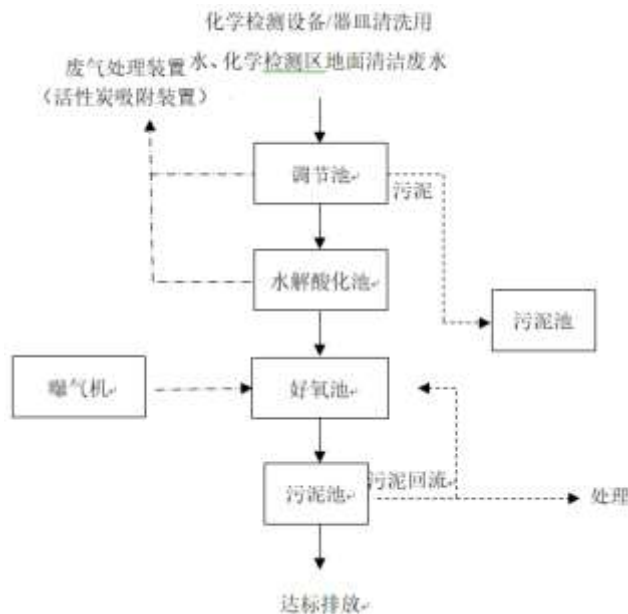 化学检测设备/器皿清洗用
水、化学检测区地面清洁废水
废气处理装置
（活性炭吸附装置）
调节池
污泥
水解酸化池
污泥池
曝气机
好氧池
污泥池
污泥回流
处理
达标排放